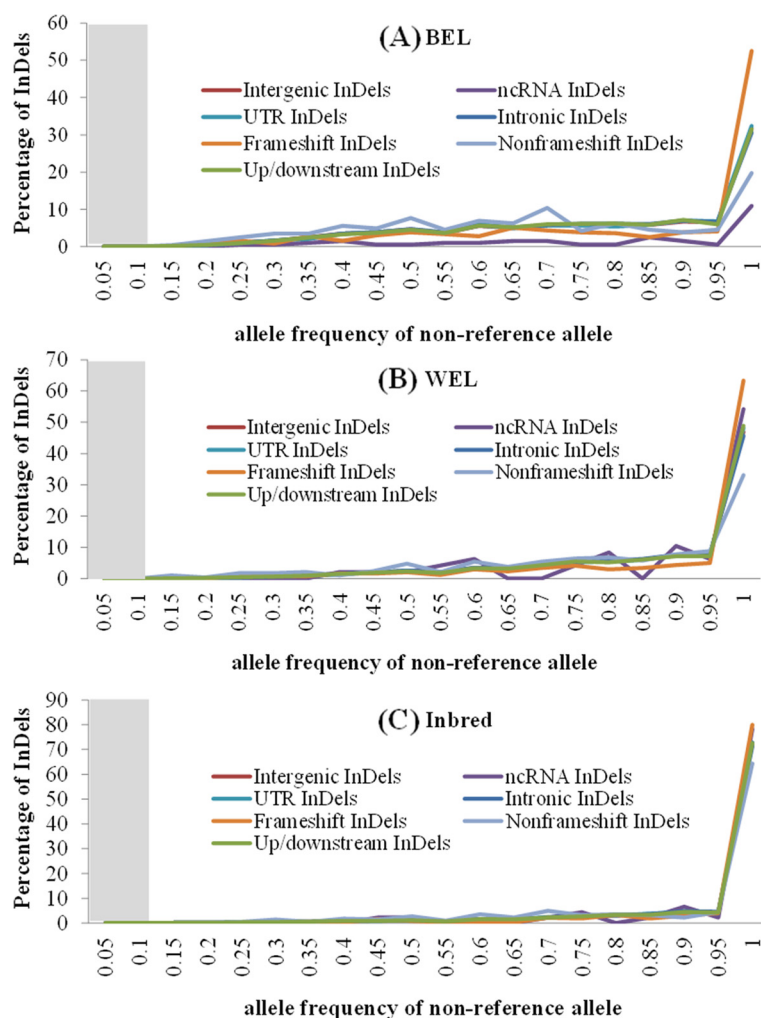 (A) BEL
Percentage of InDels
60
50
40
30
20
10
0
Intergenic InDels
ncRNA InDels
UTR InDels
Intronic InDels
Frameshift InDels
Nonframeshift InDels
Up/downstream InDels
0.05 0.1 0.15 0.2 0.25 0.3 0.35 0.4 0.45 0.5 0.55 0.6 0.65 0.7 0.75 0.8 0.85 0.9 0.95 1
allele frequency of non-reference allele
(B) WEL
Percentage of InDels
70
60
50
40
30
20
10
0
Intergenic InDels
ncRNA InDels
UTR InDels
Intronic InDels
Frameshift InDels
Nonframeshift InDels
Up/downstream InDels
0.05 0.1 0.15 0.2 0.25 0.3 0.35 0.4 0.45 0.5 0.55 0.6 0.65 0.7 0.75 0.8 0.85 0.9 0.95 1
allele frequency of non-reference allele
(C) Inbred
Percentage of InDels
90
80
70
60
50
40
30
20
10
0
Intergenic InDels
ncRNA InDels
UTR InDels
Intronic InDels
Frameshift InDels
Nonframeshift InDels
Up/downstream InDels
0.05 0.1 0.15 0.2 0.25 0.3 0.35 0.4 0.45 0.5 0.55 0.6 0.65 0.7 0.75 0.8 0.85 0.9 0.95 1
allele frequency of non-reference allele